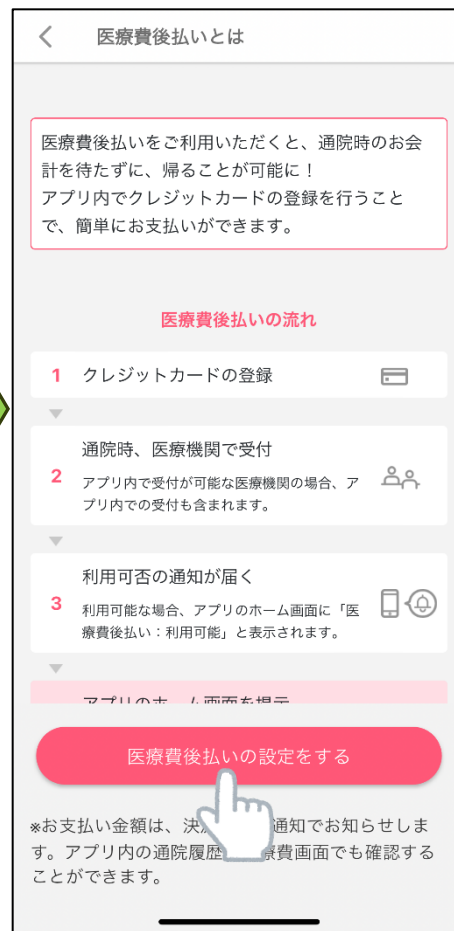 医療費後払いとは
医療費後払いをご利用いただくと、通院時のお会
計を待たずに、帰ることが可能に！
アプリ内でクレジットカードの登録を行うこと
で、簡単にお支払いができます。
医療費後払いの流れ
1 クレジットカードの登録
通院時、医療機関で受付
2 アプリ内で受付が可能な医療機関の場合、ア
プリ内での受付も含まれます。
利用可否の通知が届く
3 利用可能な場合、アプリのホーム画面に「医
療費後払い：利用可能」と表示されます。
アプリのホーム画面を提示
医療費後払いの設定をする
*お支払い金額は、決 通知でお知らせしま
す。アプリ内の通院履歴 療費画面でも確認する
ことができます。